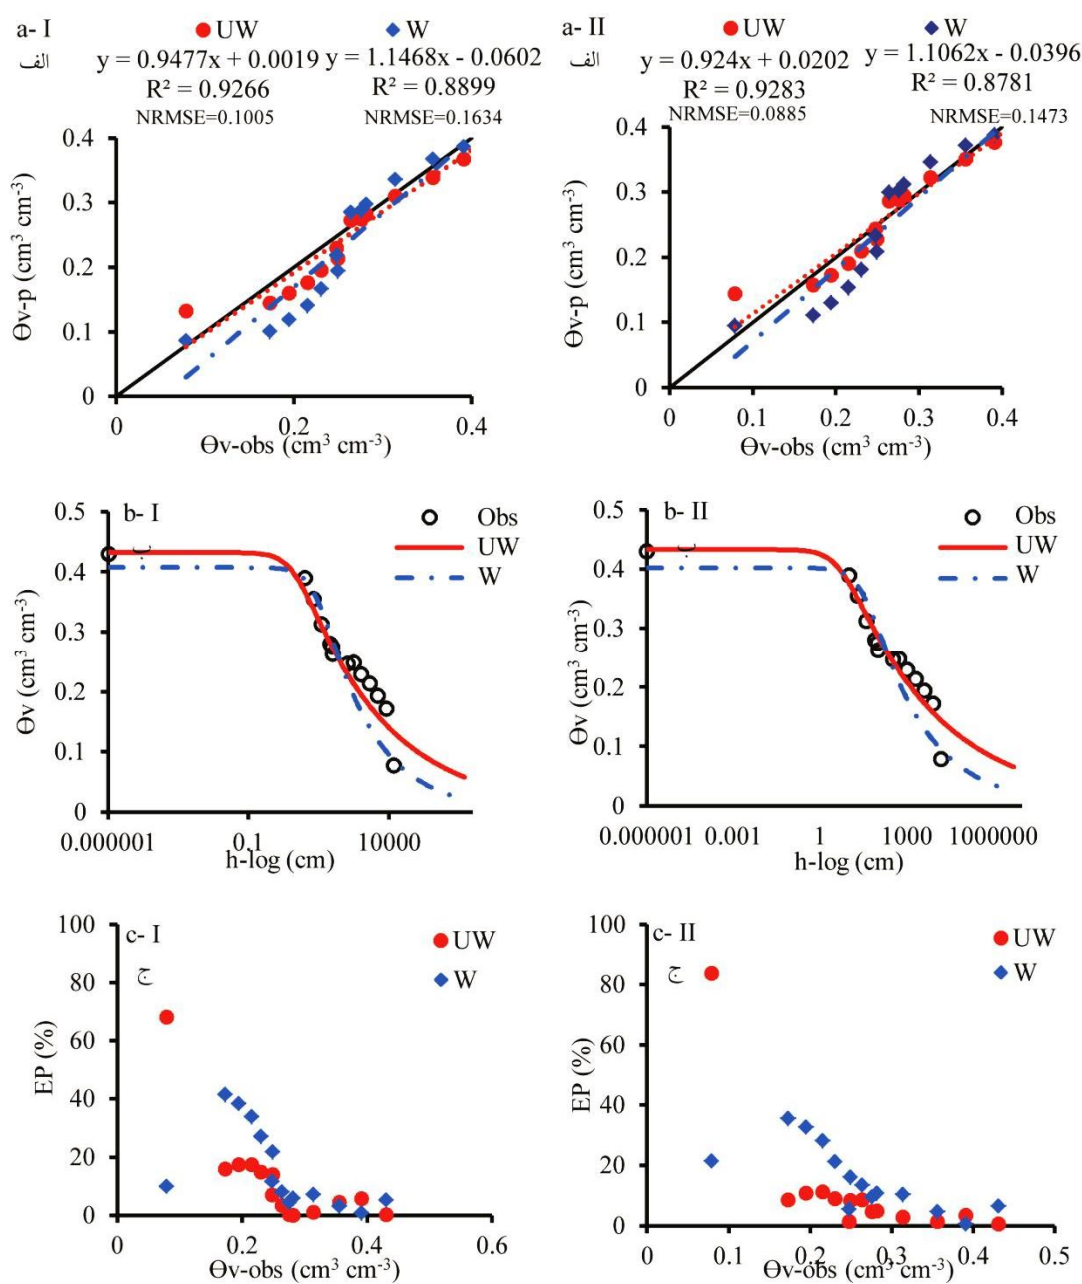 a- I
الف
UW
W
y = 0.9477x + 0.0019
y = 1.1468x - 0.0602
R² = 0.9266
R² = 0.8899
NRMSE=0.1005
NRMSE=0.1634
0.4
0.3
0.2
0.1
0
Θv-p (cm³ cm⁻³)
0
0.2
0.4
Θv-obs (cm³ cm⁻³)
a- II
الف
UW
W
y = 0.924x + 0.0202
y = 1.1062x - 0.0396
R² = 0.9283
R² = 0.8781
NRMSE=0.0885
NRMSE=0.1473
0.4
0.3
0.2
0.1
0
Θv-p (cm³ cm⁻³)
0
0.1
0.2
0.3
0.4
Θv-obs (cm³ cm⁻³)
b- I
Obs
UW
W
0.5
0.4
0.3
0.2
0.1
0
Θv (cm³ cm⁻³)
0.0000001
0.1
10000
h-log (cm)
b- II
Obs
UW
W
0.5
0.4
0.3
0.2
0.1
0
Θv (cm³ cm⁻³)
0.000001
0.001
1
1000
1000000
h-log (cm)
c- I
ج
UW
W
100
80
60
40
20
0
EP (%)
0
0.2
0.4
0.6
Θv-obs (cm³ cm⁻³)
c- II
ج
UW
W
100
80
60
40
20
0
EP (%)
0
0.1
0.2
0.3
0.4
0.5
Θv-obs (cm³ cm⁻³)